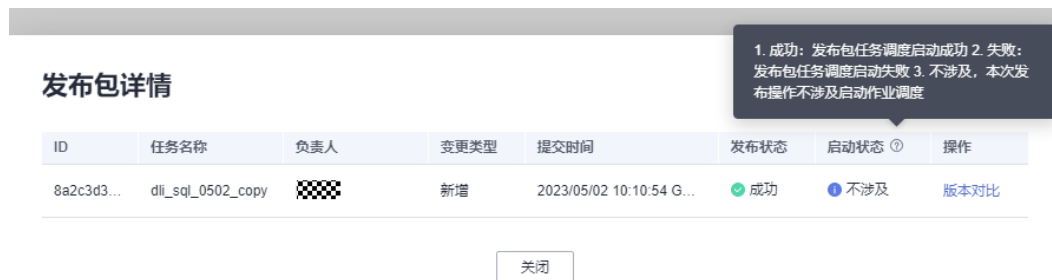 1. 成功：发布包任务调度启动成功 2. 失败：
发布包任务调度启动失败 3. 不涉及，本次发
布操作不涉及启动作业调度
发布包详情
ID 任务名称 负责人 变更类型 提交时间 发布状态 启动状态 操作
8a2c3d3... dli_sql_0502_copy 新增 2023/05/02 10:10:54 G... 成功 不涉及 版本对比
关闭